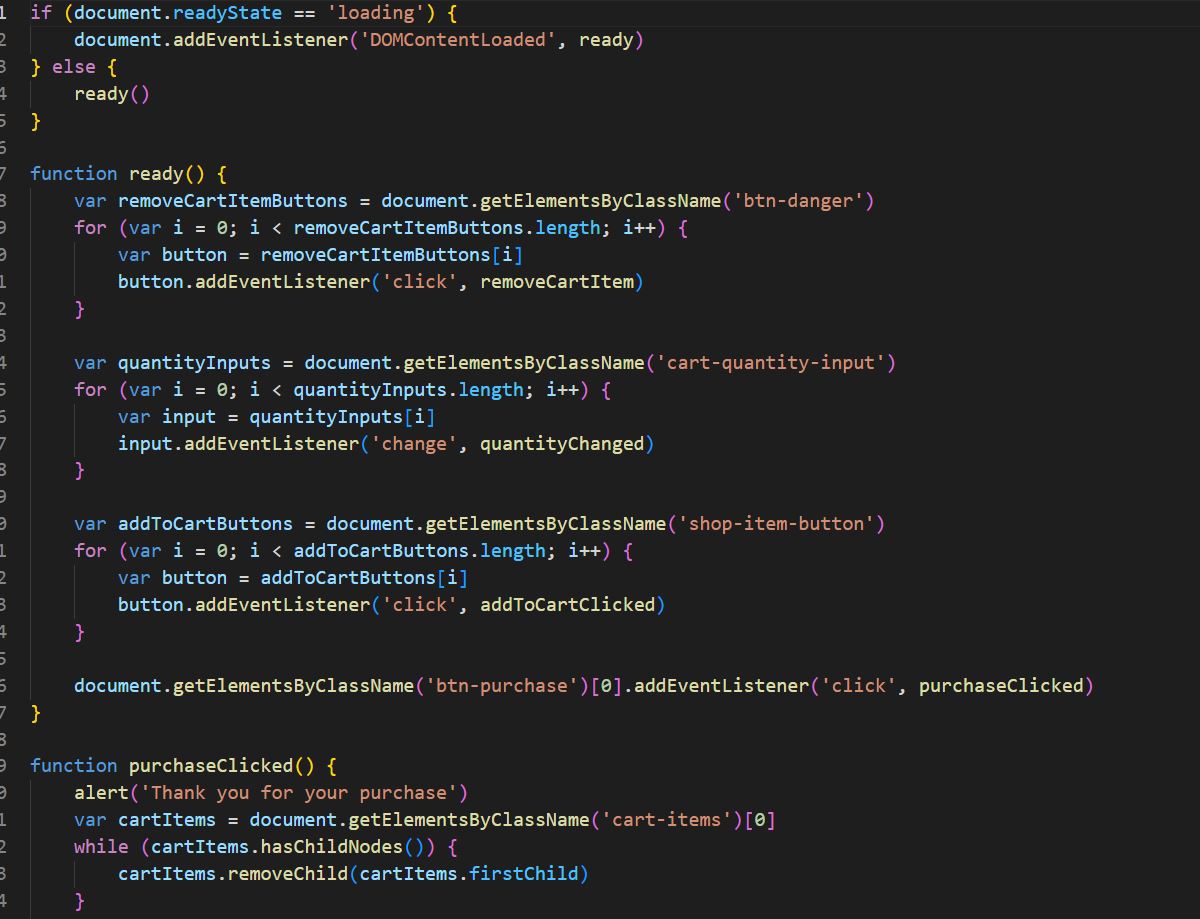 1 if (document.readyState == 'loading') {
2     document.addEventListener('DOMContentLoaded', ready)
3 } else {
4     ready()
5 }
6
7 function ready() {
8     var removeCartItemButtons = document.getElementsByClassName('btn-danger')
9     for (var i = 0; i < removeCartItemButtons.length; i++) {
0         var button = removeCartItemButtons[i]
1         button.addEventListener('click', removeCartItem)
2     }
3
4     var quantityInputs = document.getElementsByClassName('cart-quantity-input')
5     for (var i = 0; i < quantityInputs.length; i++) {
6         var input = quantityInputs[i]
7         input.addEventListener('change', quantityChanged)
8     }
9
0     var addToCartButtons = document.getElementsByClassName('shop-item-button')
1     for (var i = 0; i < addToCartButtons.length; i++) {
2         var button = addToCartButtons[i]
3         button.addEventListener('click', addToCartClicked)
4     }
5
6     document.getElementsByClassName('btn-purchase')[0].addEventListener('click', purchaseClicked)
7 }
8
9 function purchaseClicked() {
0     alert('Thank you for your purchase')
1     var cartItems = document.getElementsByClassName('cart-items')[0]
2     while (cartItems.hasChildNodes()) {
3         cartItems.removeChild(cartItems.firstChild)
4     }